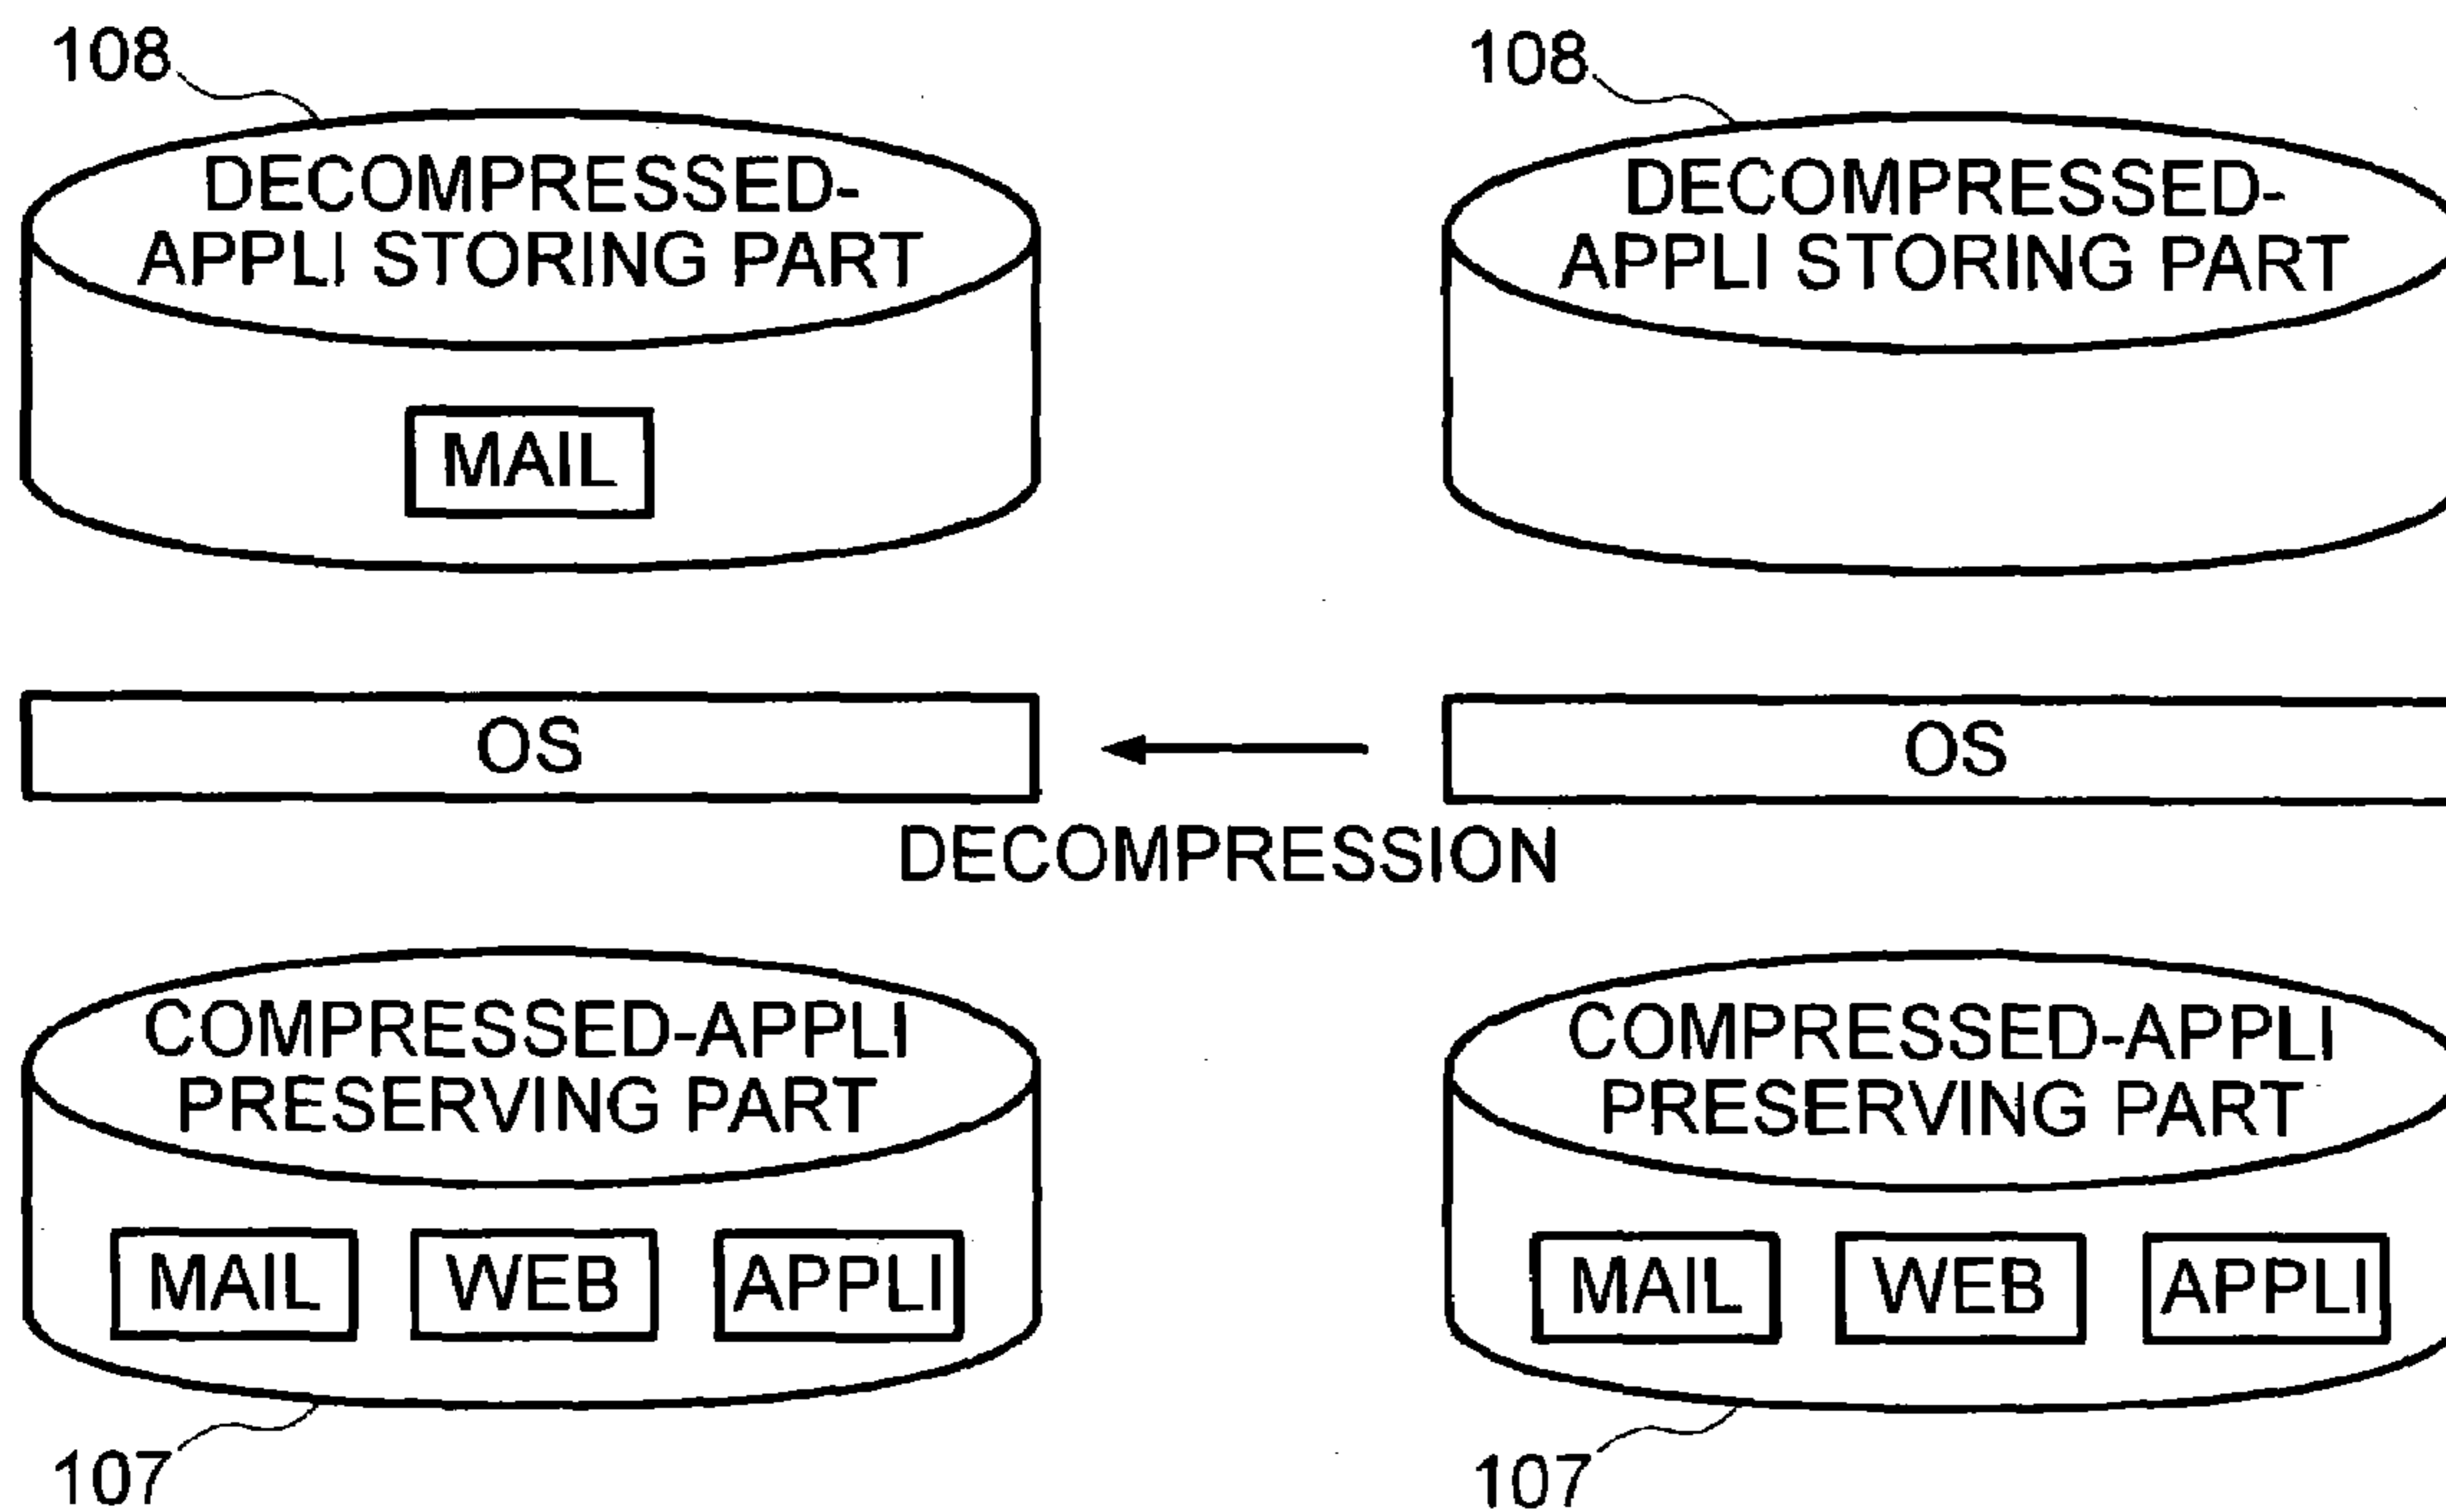 108
DECOMPRESSED-
APPLI STORING PART
MAIL
108
DECOMPRESSED-
APPLI STORING PART
OS
OS
DECOMPRESSION
COMPRESSED-APPLI
PRESERVING PART
MAIL WEB APPLI
107
COMPRESSED-APPLI
PRESERVING PART
MAIL WEB APPLI
107